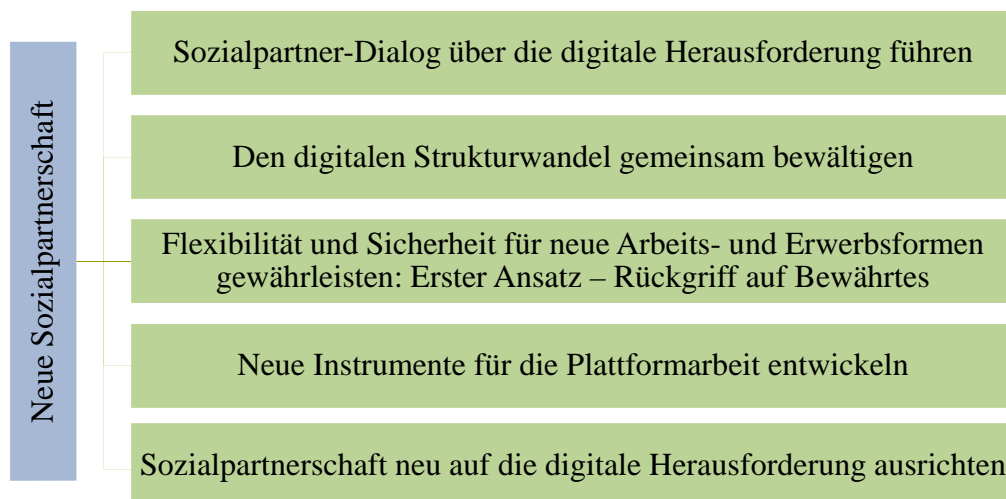 Neue Sozialpartnerschaft
Sozialpartner-Dialog über die digitale Herausforderung führen
Den digitalen Strukturwandel gemeinsam bewältigen
Flexibilität und Sicherheit für neue Arbeits- und Erwerbsformen
gewährleisten: Erster Ansatz – Rückgriff auf Bewährtes
Neue Instrumente für die Plattformarbeit entwickeln
Sozialpartnerschaft neu auf die digitale Herausforderung ausrichten